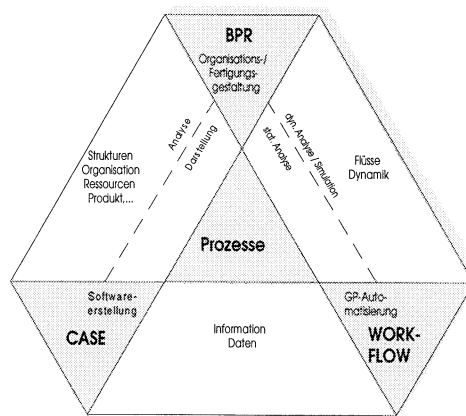 BPR
Organisations-/
Fertigungs-
gestaltung
Analyse
Darstellung
dyn. Analyse / Simulation
stat. Analyse
Strukturen
Organisation
Ressourcen
Produkt,...
Flüsse
Dynamik
Prozesse
Software-
erstellung
CASE
Information
Daten
GP-Auto-
matisierung
WORK-
FLOW